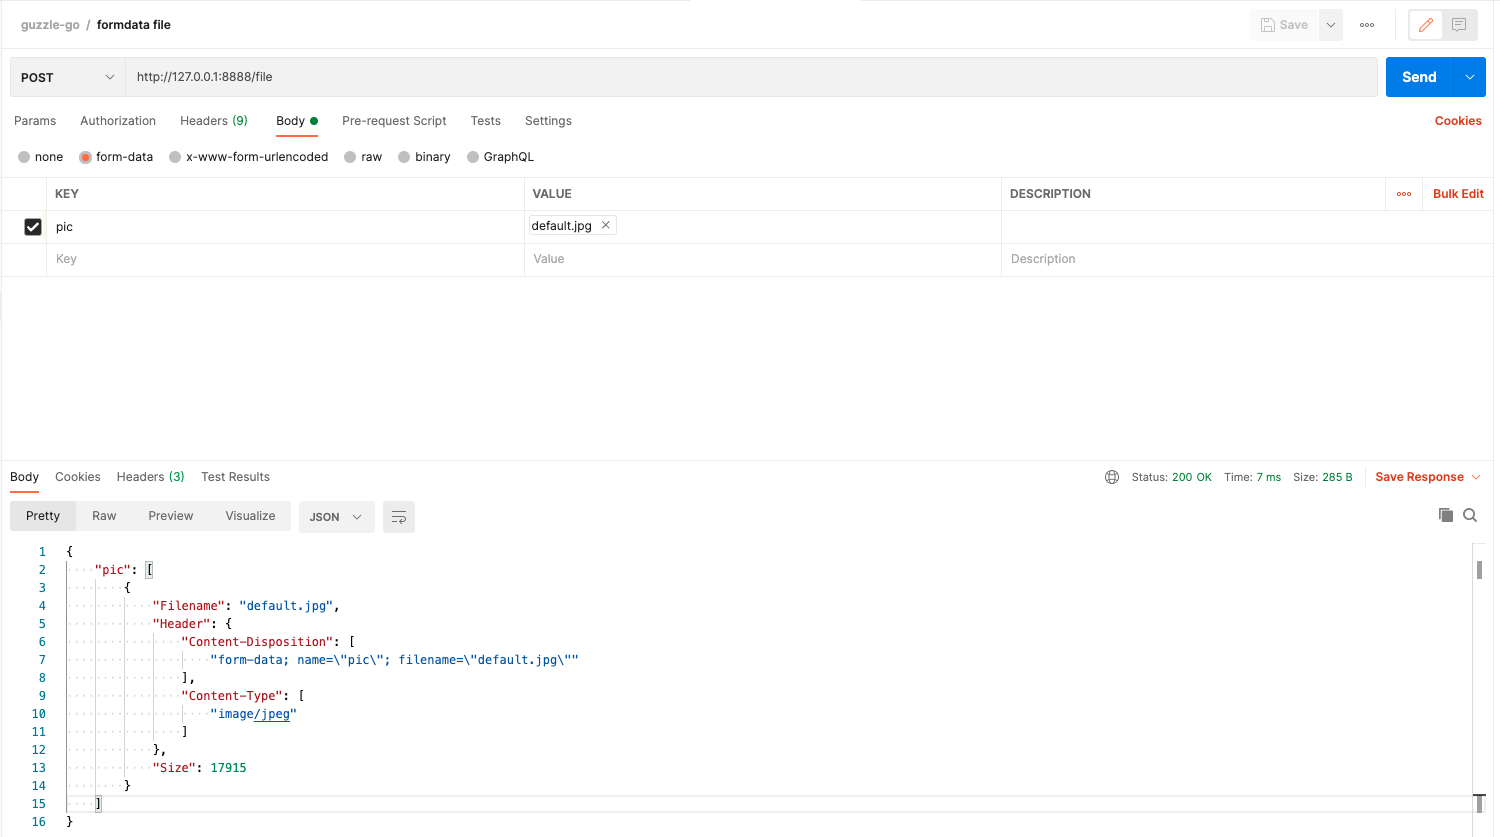 guzzle-go / formdata file
Save
POST
http://127.0.0.1:8888/file
Send
Params Authorization Headers (9) Body Pre-request Script Tests Settings Cookies
none form-data x-www-form-urlencoded raw binary GraphQL
KEY VALUE DESCRIPTION Bulk Edit
pic default.jpg
Key Value Description
Body Cookies Headers (3) Test Results Status: 200 OK Time: 7 ms Size: 285 B Save Response
Pretty Raw Preview Visualize JSON
1 {
2 "pic": [
3 {
4 "Filename": "default.jpg",
5 "Header": {
6 "Content-Disposition": [
7 "form-data; name=\"pic\"; filename=\"default.jpg\""
8 ],
9 "Content-Type": [
10 "image/jpeg"
11 ]
12 },
13 "Size": 17915
14 }
15 ]
16 }